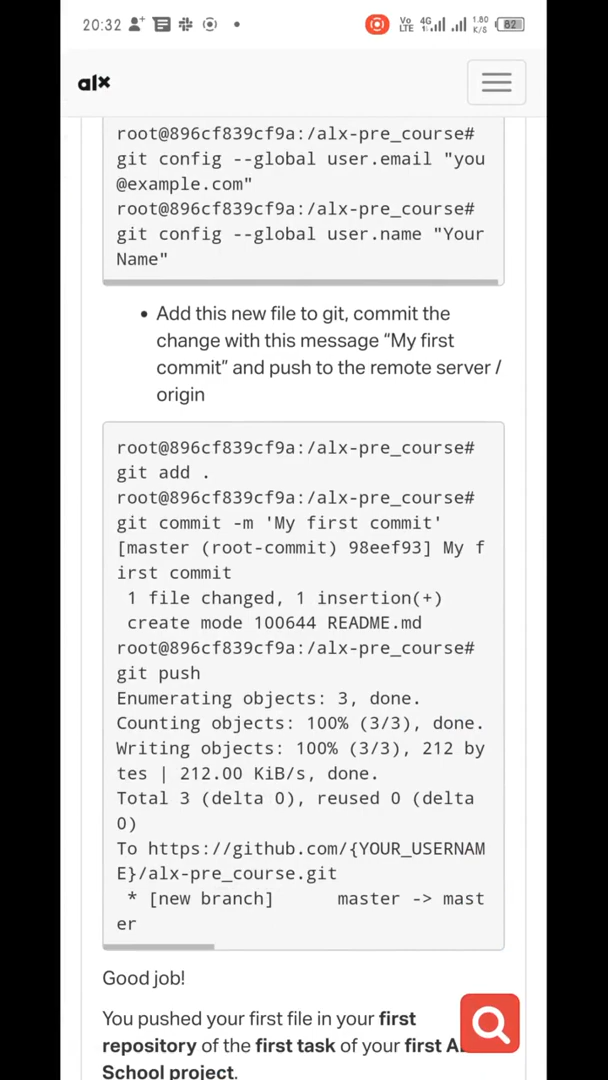 20:32
Vo LTE 4G 1.80 K/S 82
alx
root@896cf839cf9a:/alx-pre_course#
git config --global user.email "you
@example.com"
root@896cf839cf9a:/alx-pre_course#
git config --global user.name "Your
Name"
• Add this new file to git, commit the
change with this message “My first
commit” and push to the remote server /
origin
root@896cf839cf9a:/alx-pre_course#
git add .
root@896cf839cf9a:/alx-pre_course#
git commit -m 'My first commit'
[master (root-commit) 98eef93] My f
irst commit
1 file changed, 1 insertion(+)
create mode 100644 README.md
root@896cf839cf9a:/alx-pre_course#
git push
Enumerating objects: 3, done.
Counting objects: 100% (3/3), done.
Writing objects: 100% (3/3), 212 by
tes | 212.00 KiB/s, done.
Total 3 (delta 0), reused 0 (delta
0)
To https://github.com/{YOUR_USERNAM
E}/alx-pre_course.git
* [new branch] master -> mast
er
Good job!
You pushed your first file in your first
repository of the first task of your first
School project.